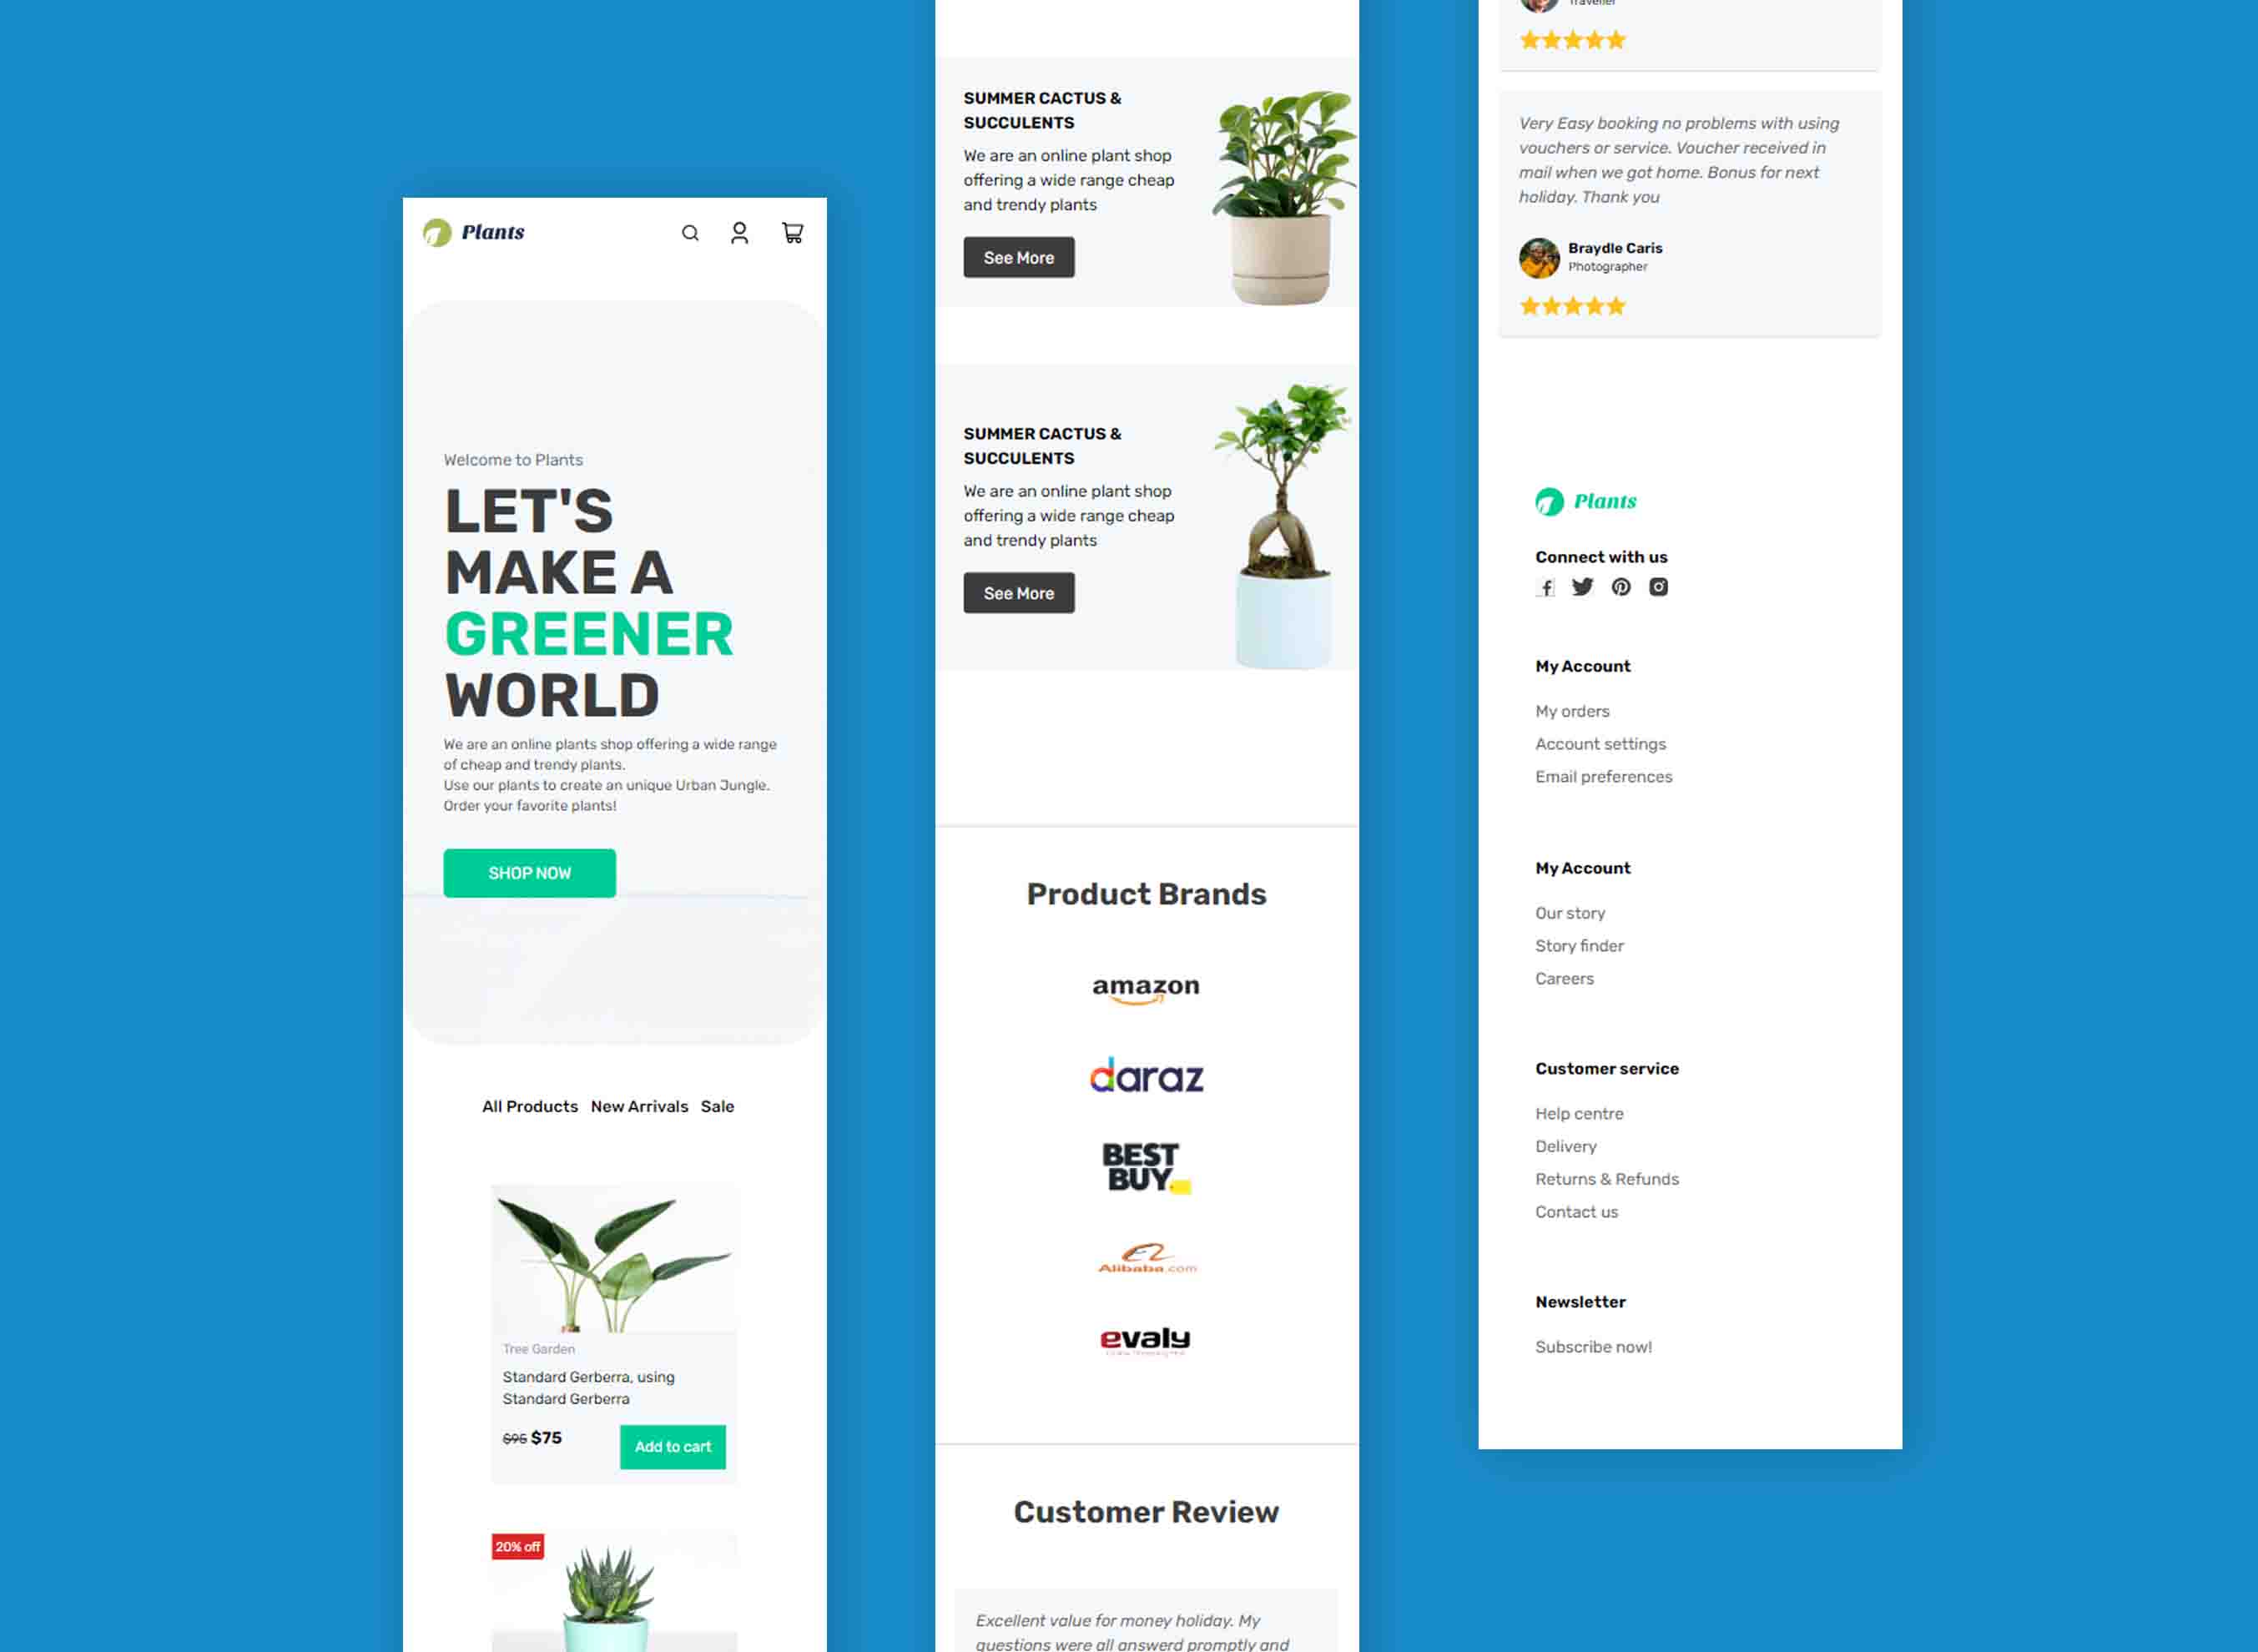 Plants
Welcome to Plants
LET'S
MAKE A
GREENER
WORLD
We are an online plants shop offering a wide range
of cheap and trendy plants.
Use our plants to create an unique Urban Jungle.
Order your favorite plants!
SHOP NOW
All Products New Arrivals Sale
Tree Garden
Standard Gerberra, using
Standard Gerberra
$95 $75
Add to cart
20% off
SUMMER CACTUS &
SUCCULENTS
We are an online plant shop
offering a wide range cheap
and trendy plants
See More
SUMMER CACTUS &
SUCCULENTS
We are an online plant shop
offering a wide range cheap
and trendy plants
See More
Product Brands
amazon
daraz
BEST
BUY
Alibaba.com
evaly
Customer Review
Excellent value for money holiday. My
questions were all answerd promptly and
Traveller
Very Easy booking no problems with using
vouchers or service. Voucher received in
mail when we got home. Bonus for next
holiday. Thank you
Braydle Caris
Photographer
Plants
Connect with us
My Account
My orders
Account settings
Email preferences
My Account
Our story
Story finder
Careers
Customer service
Help centre
Delivery
Returns & Refunds
Contact us
Newsletter
Subscribe now!